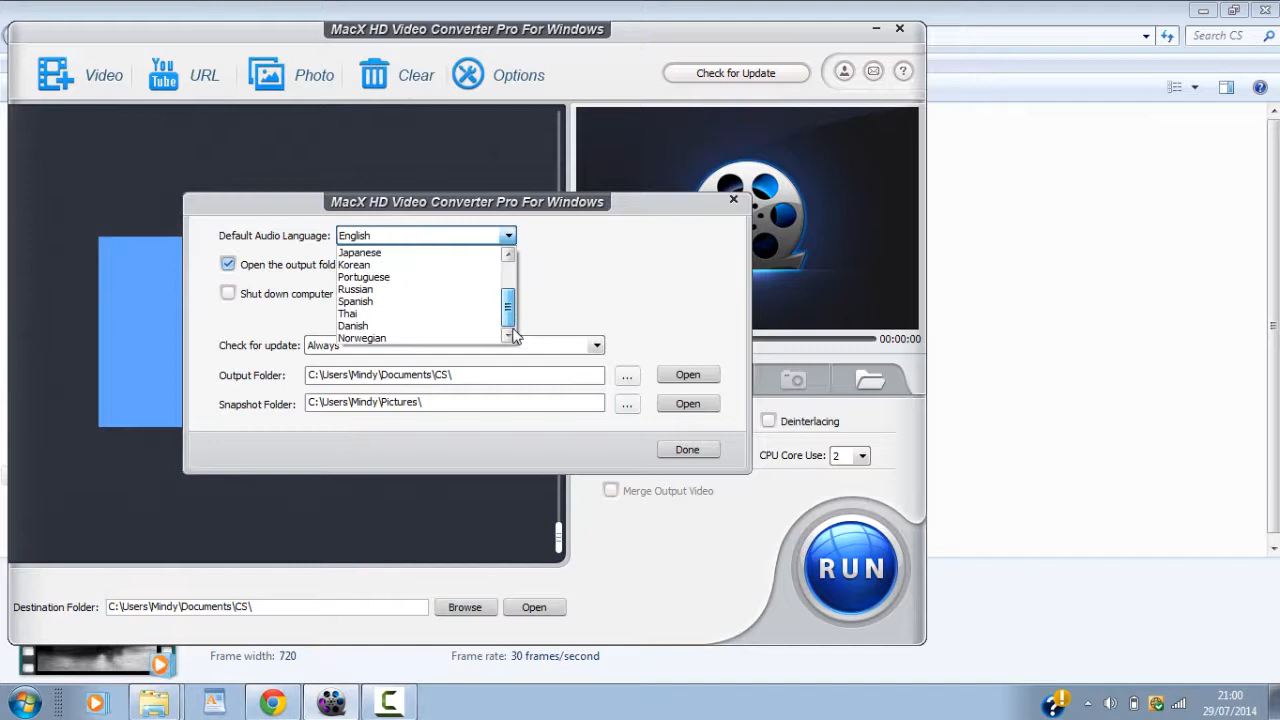 MacX HD Video Converter Pro For Windows
Search CS
Video
You Tube
URL
Photo
Clear
Options
Check for Update
?
MacX HD Video Converter Pro For Windows
Default Audio Language: English
Japanese
Korean
Portuguese
Russian
Spanish
Thai
Danish
Norwegian
Open the output fold
Shut down computer
Check for update: Always
Output Folder: C:\Users\Mindy\Documents\CS\ ... Open
Snapshot Folder: C:\Users\Mindy\Pictures\ ... Open
Done
00:00:00
Deinterlacing
CPU Core Use: 2
Merge Output Video
RUN
Destination Folder: C:\Users\Mindy\Documents\CS\ Browse Open
Frame width: 720
Frame rate: 30 frames/second
21:00
29/07/2014